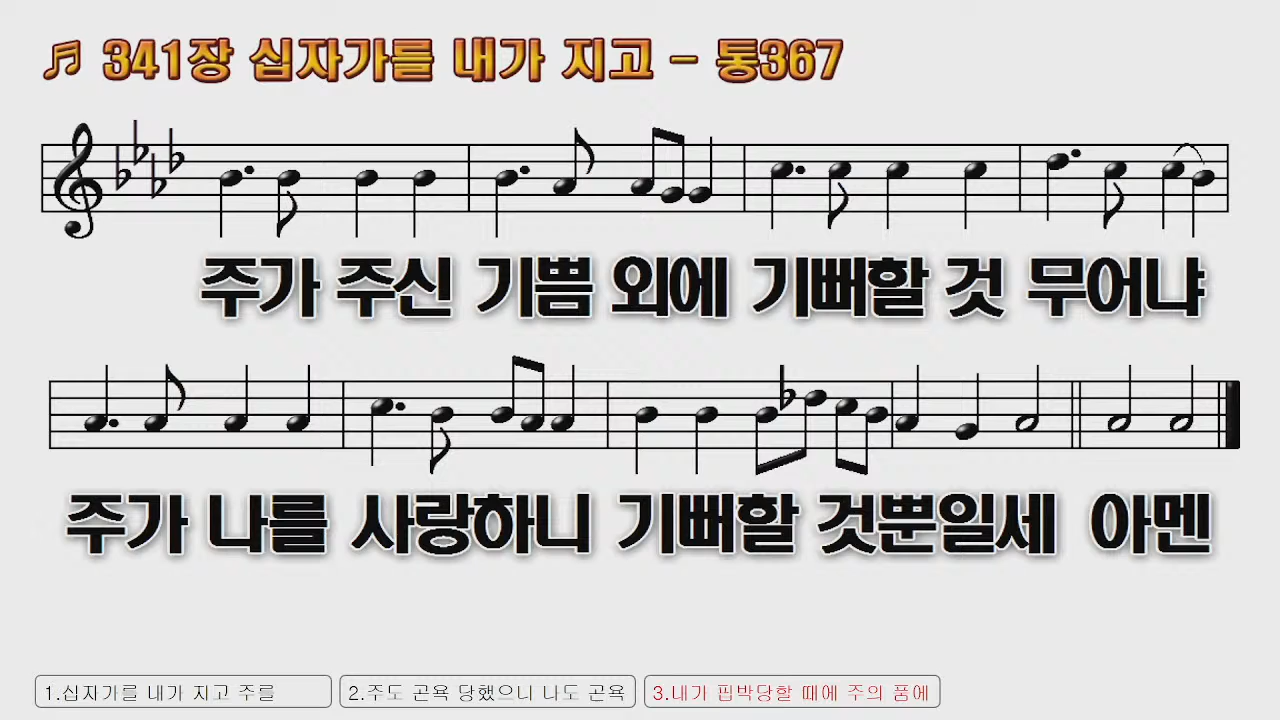 ♬ 341장 십자가를 내가 지고 - 통367
주가 주신 기쁨 외에 기뻐할 것 무어냐
주가 나를 사랑하니 기뻐할 것뿐일세 아멘
1.십자가를 내가 지고 주를 2.주도 곤욕 당했으니 나도 곤욕 3.내가 핍박당할 때에 주의 품에